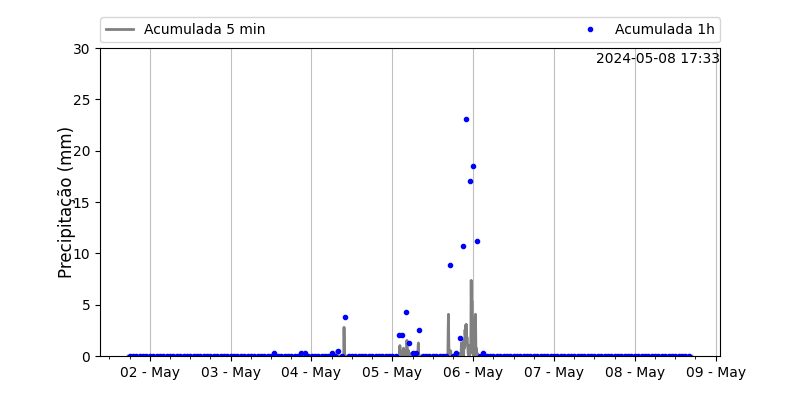 Acumulada 5 min
Acumulada 1h
2024-05-08 17:33
Precipitação (mm)
30
25
20
15
10
5
0
02 - May
03 - May
04 - May
05 - May
06 - May
07 - May
08 - May
09 - May